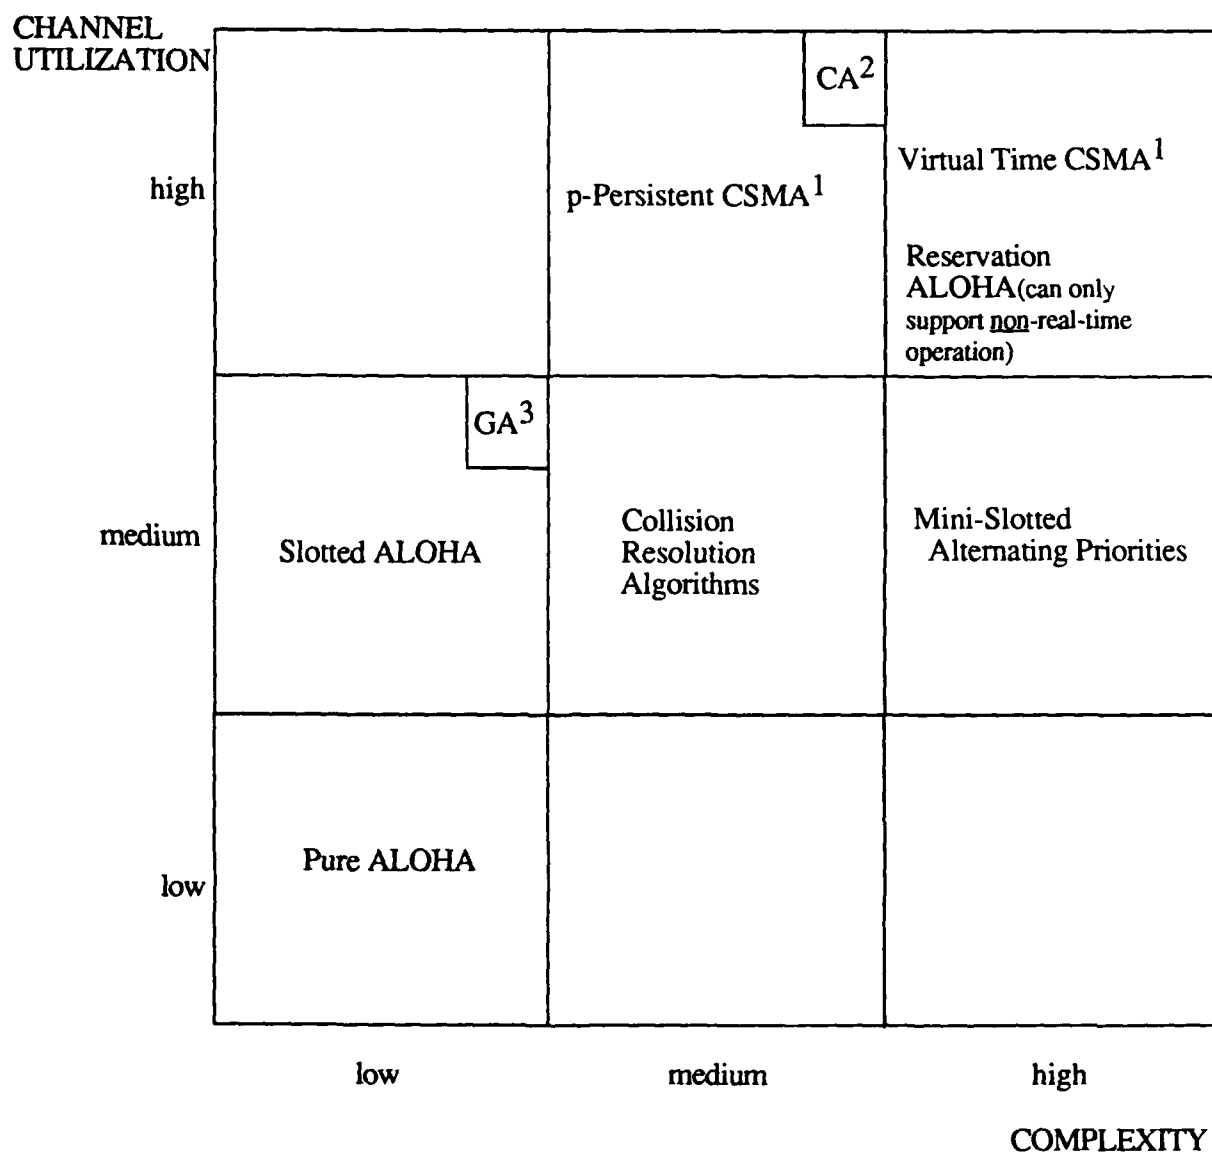 CHANNEL
UTILIZATION
CA2
Virtual Time CSMA1
high
p-Persistent CSMA1
Reservation
ALOHA(can only
support non-real-time
operation)
GA3
medium
Slotted ALOHA
Collision
Resolution
Algorithms
Mini-Slotted
Alternating Priorities
Pure ALOHA
low
low
medium
high
COMPLEXITY